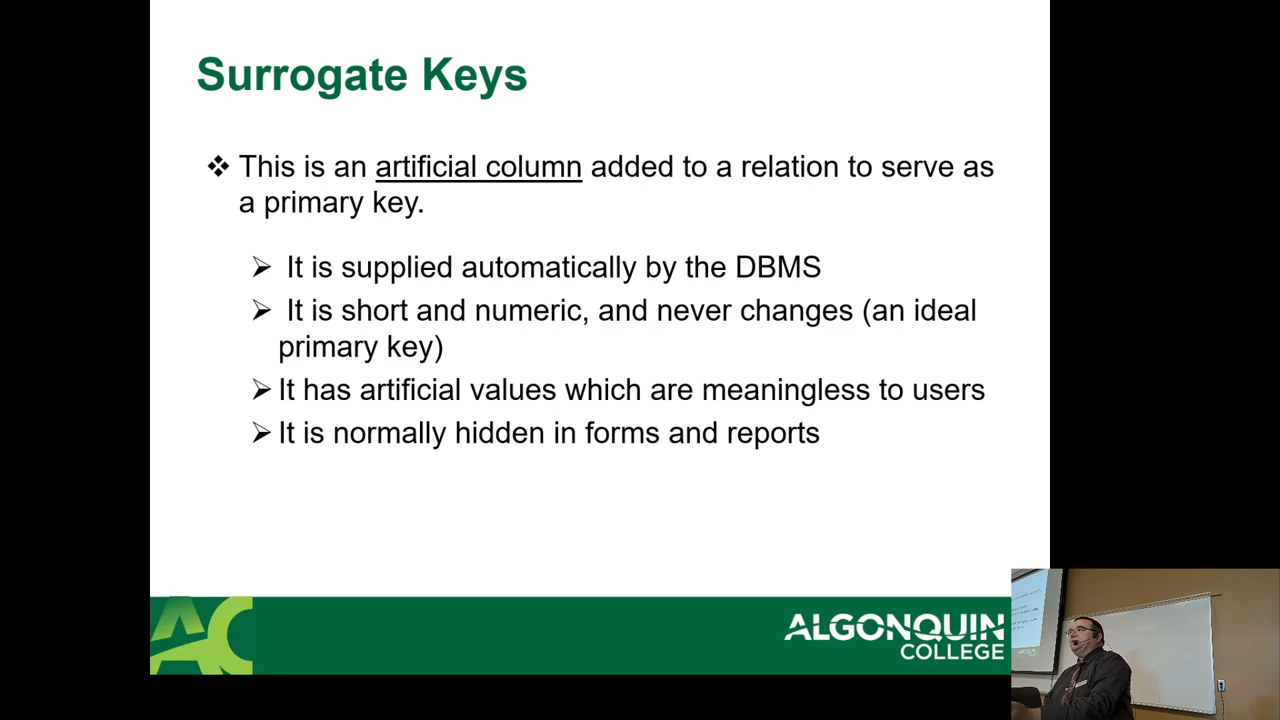 Surrogate Keys
❖ This is an artificial column added to a relation to serve as
a primary key.
➢ It is supplied automatically by the DBMS
➢ It is short and numeric, and never changes (an ideal
primary key)
➢ It has artificial values which are meaningless to users
➢ It is normally hidden in forms and reports
AC
ALGONQUIN
COLLEGE